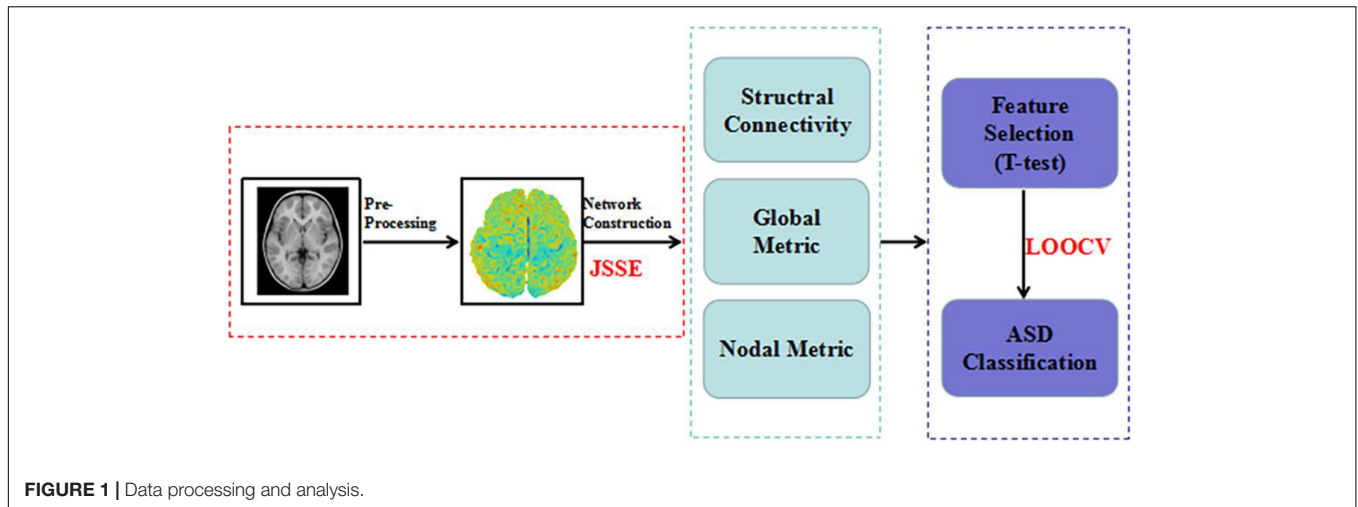 Pre-
Processing
Network
Construction
JSSE
Structral
Connectivity
Global
Metric
Nodal Metric
Feature
Selection
(T-test)
LOOCV
ASD
Classification
FIGURE 1 | Data processing and analysis.